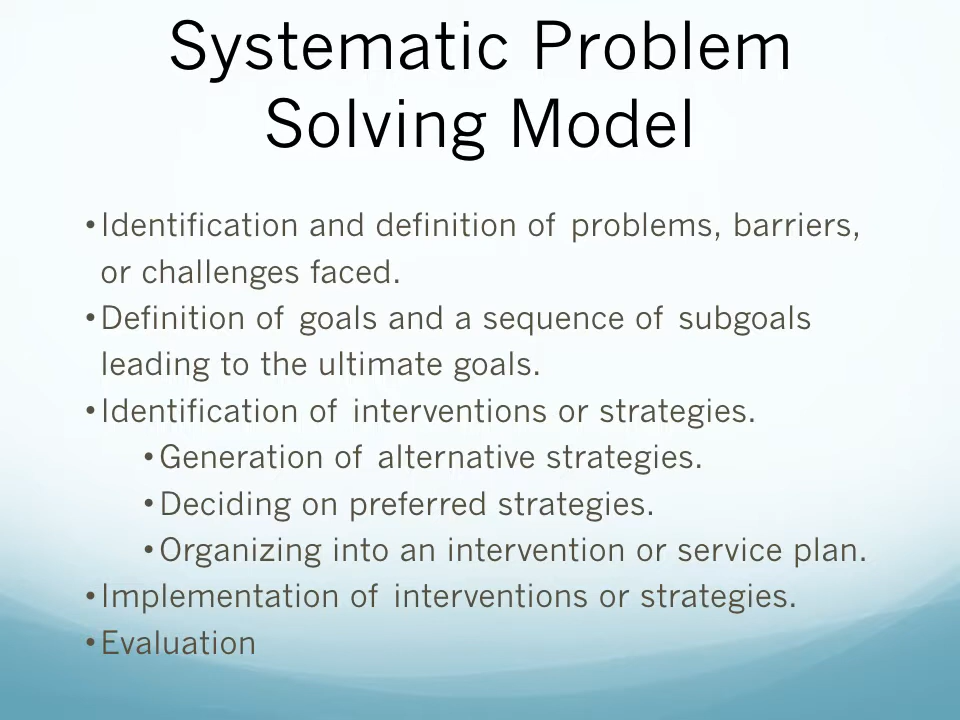 Systematic Problem
Solving Model
•Identification and definition of problems, barriers,
or challenges faced.
•Definition of goals and a sequence of subgoals
leading to the ultimate goals.
•Identification of interventions or strategies.
•Generation of alternative strategies.
•Deciding on preferred strategies.
•Organizing into an intervention or service plan.
•Implementation of interventions or strategies.
•Evaluation